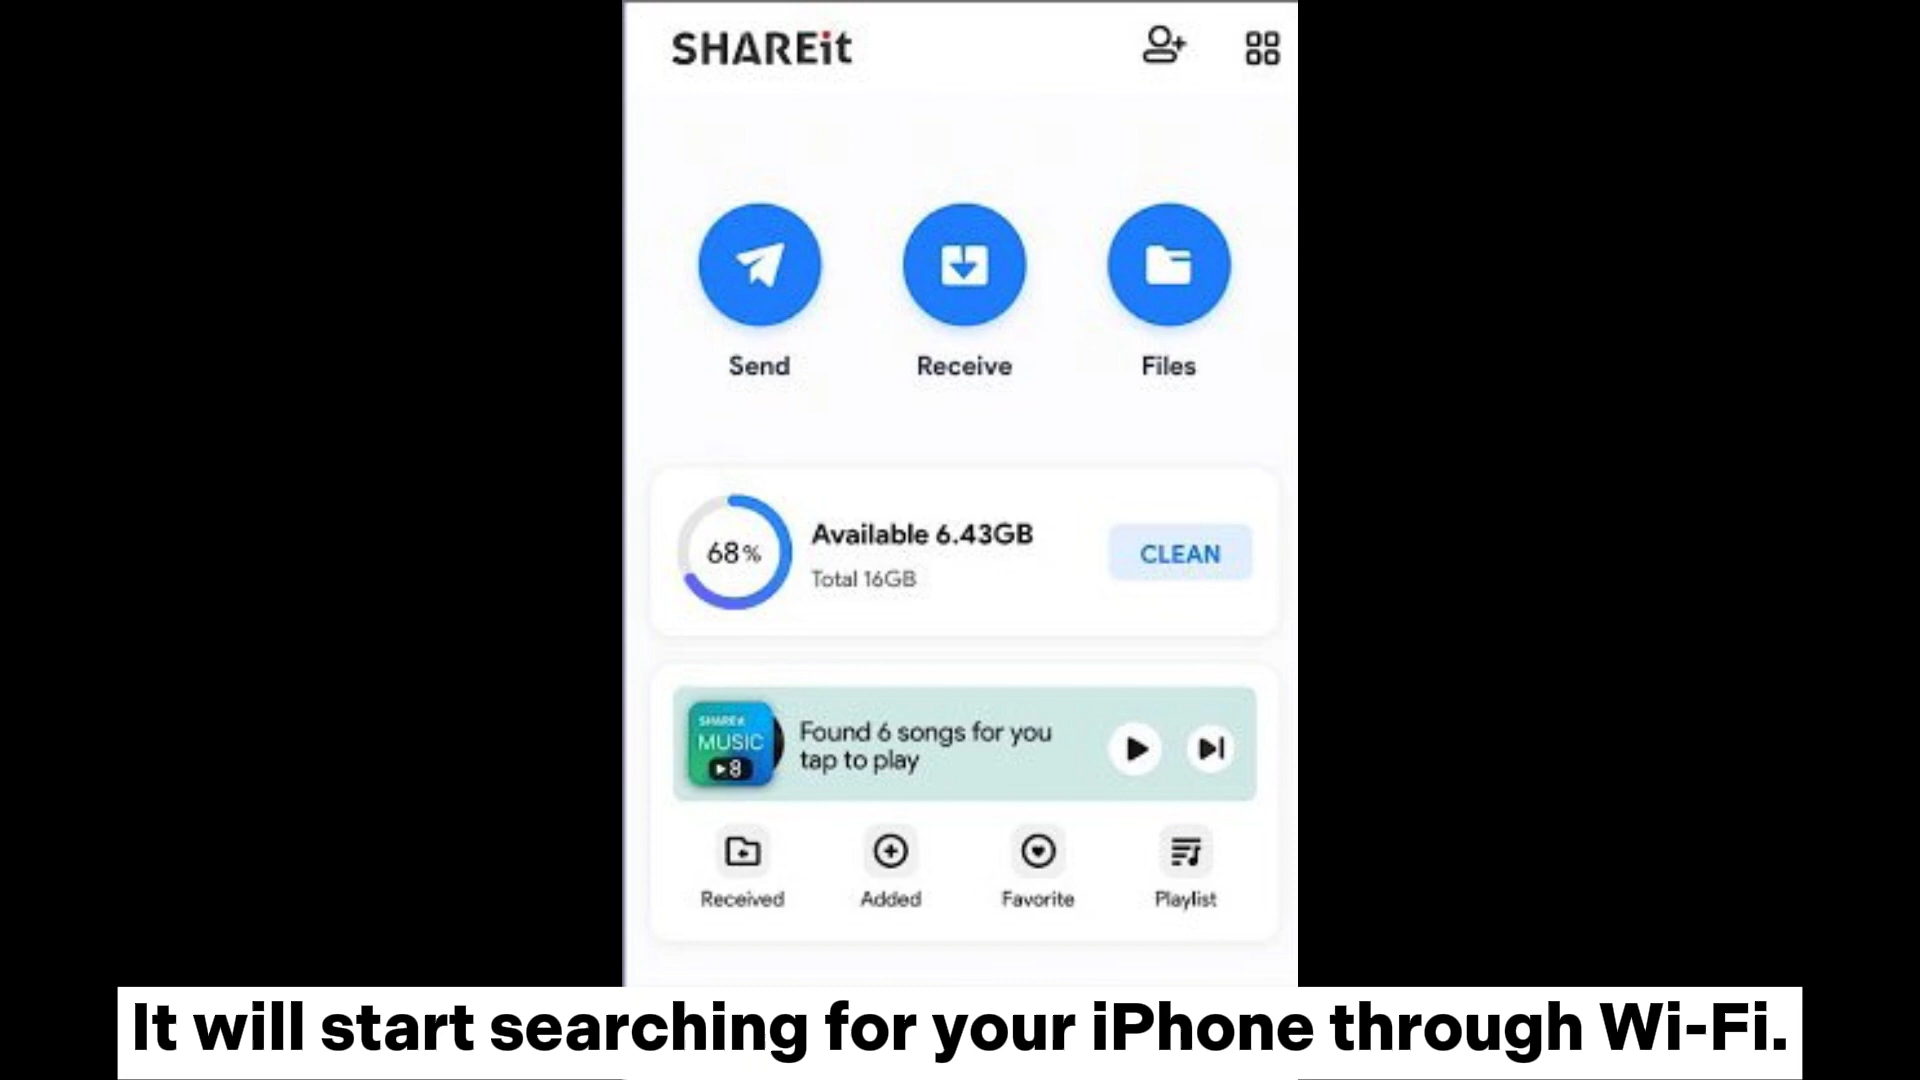 SHAREit
Send Receive Files
68%
Available 6.43GB
Total 16GB
CLEAN
SHAREit
MUSIC
8
Found 6 songs for you
tap to play
Received Added Favorite Playlist
It will start searching for your iPhone through Wi-Fi.